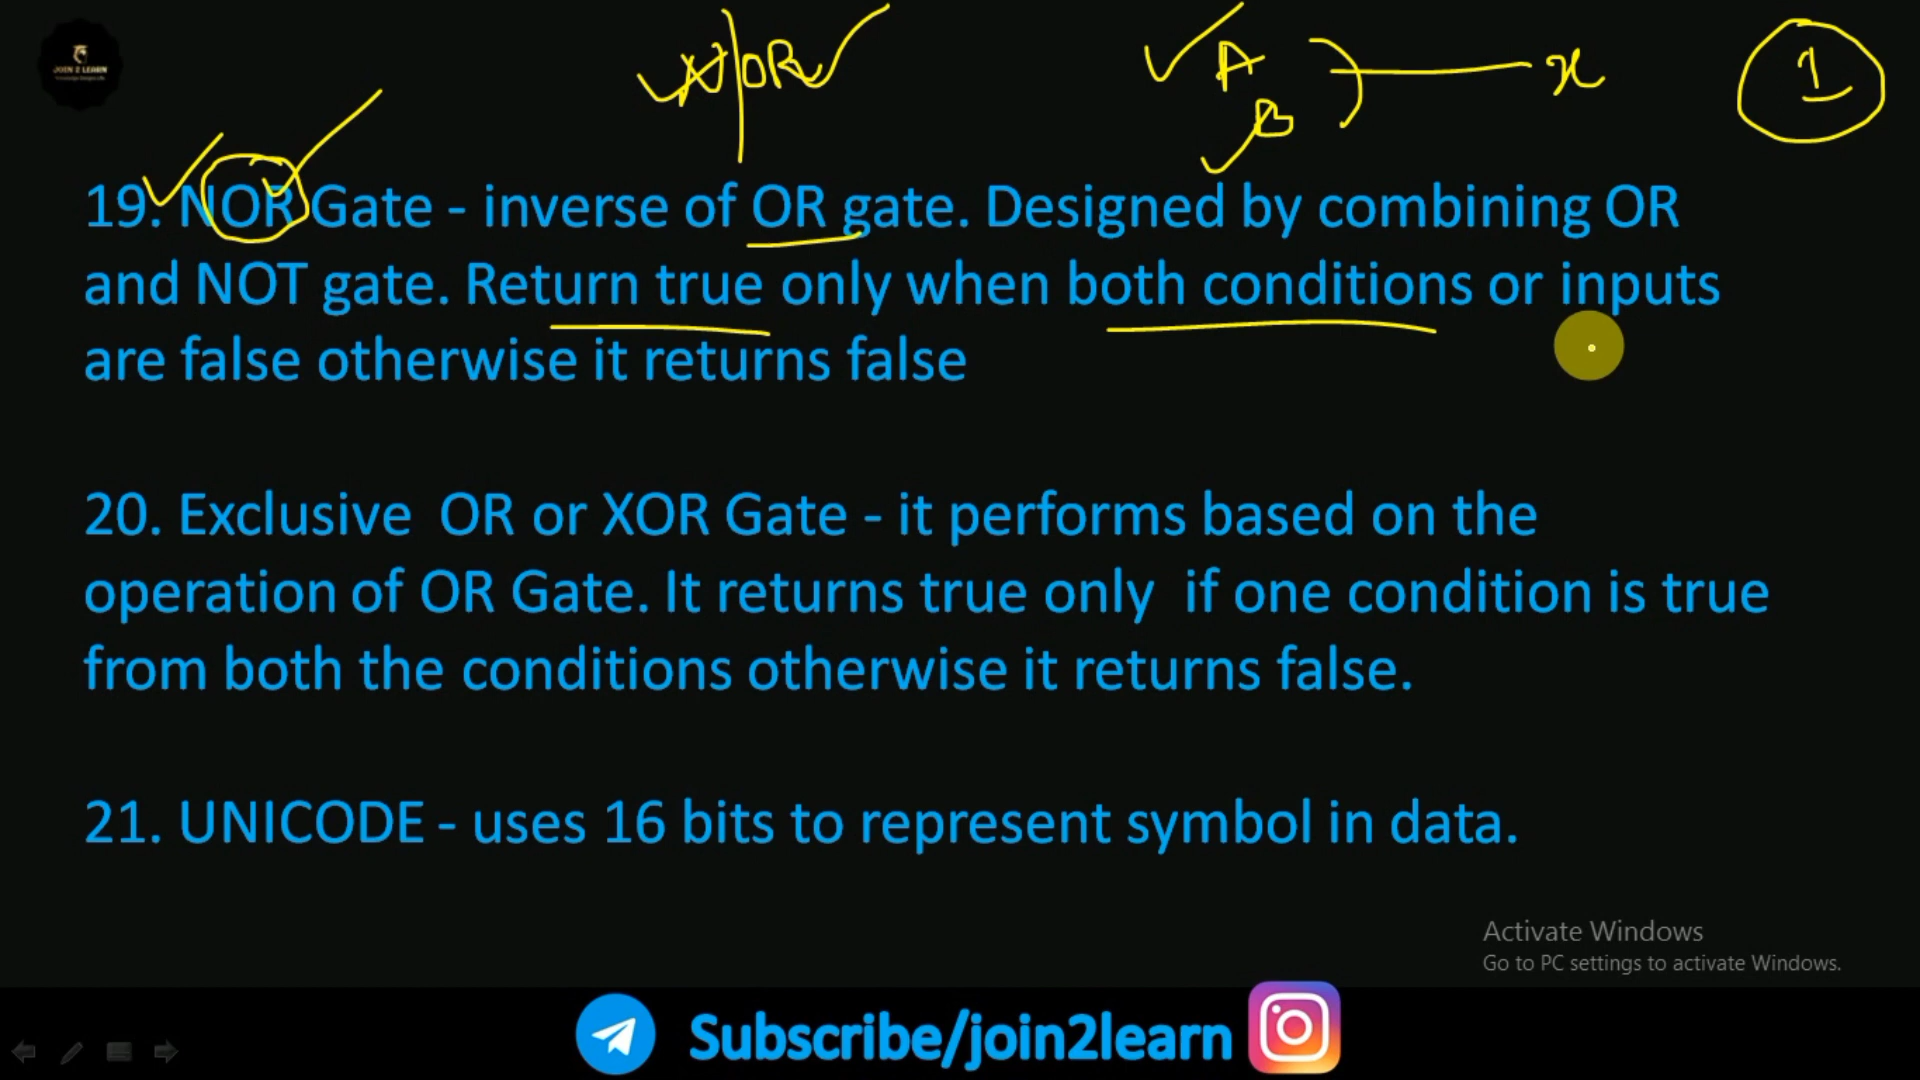 JOIN 2 LEARN
N OR
A
B
x
1
19. NOR Gate - inverse of OR gate. Designed by combining OR
and NOT gate. Return true only when both conditions or inputs
are false otherwise it returns false
20. Exclusive OR or XOR Gate - it performs based on the
operation of OR Gate. It returns true only if one condition is true
from both the conditions otherwise it returns false.
21. UNICODE - uses 16 bits to represent symbol in data.
Activate Windows
Go to PC settings to activate Windows.
Subscribe/join2learn